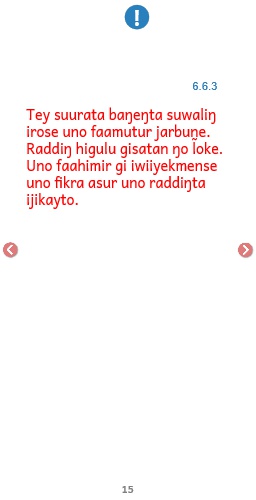 !
6.6.3
Tey suurata baŋeŋta suwaliŋ
irose uno faamutur jarbuŋe.
Raddiŋ higulu gisatan ŋo l̃oke.
Uno faahimir gi iwiiyekmense
uno fikra asur uno raddiŋta
ijikayto.
15